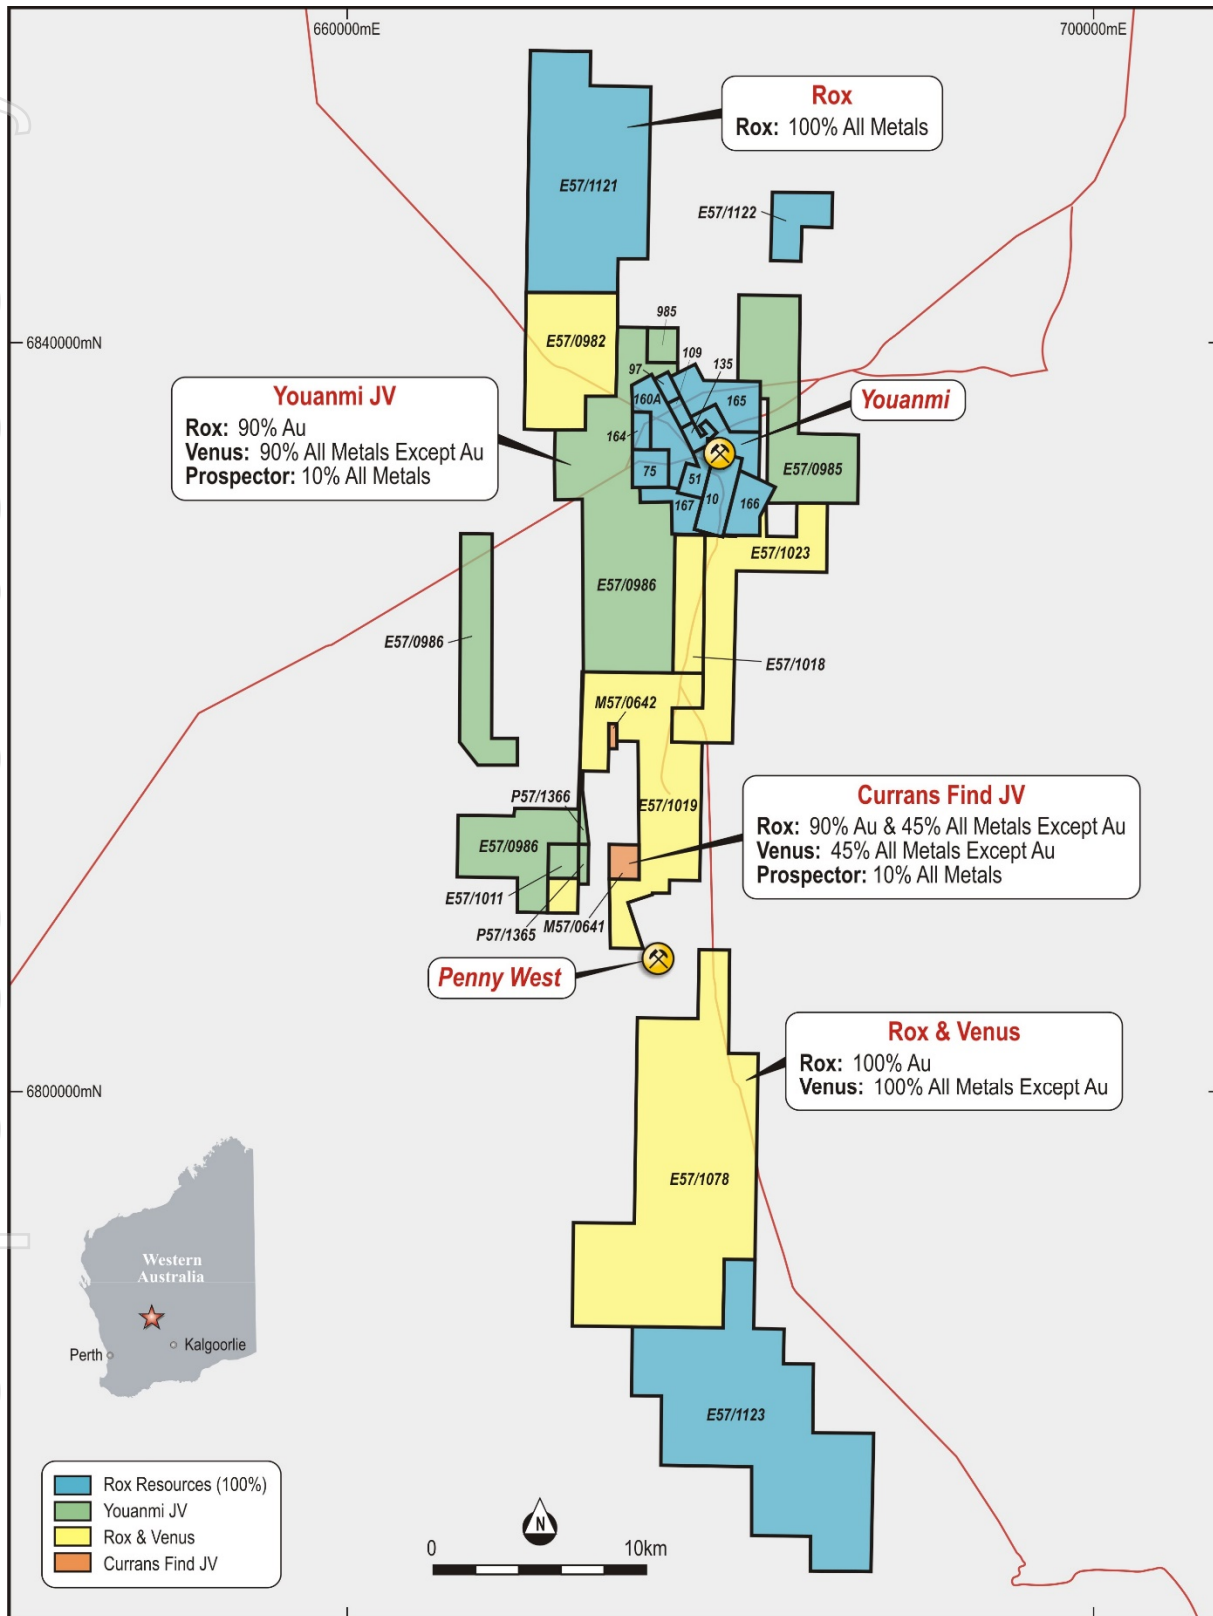 660000mE
700000mE
Rox
Rox: 100% All Metals
E57/1121
E57/1122
6840000mN
E57/0982
985
109
97
135
160A
165
Youanmi JV
Rox: 90% Au
Venus: 90% All Metals Except Au
Prospector: 10% All Metals
Youanmi
164
75
51
10
166
167
E57/0985
E57/1023
E57/0986
E57/0986
E57/1018
M57/0642
P57/1366
E57/1019
Currans Find JV
Rox: 90% Au & 45% All Metals Except Au
Venus: 45% All Metals Except Au
Prospector: 10% All Metals
E57/0986
E57/1011
P57/1365
M57/0641
Penny West
Rox & Venus
Rox: 100% Au
Venus: 100% All Metals Except Au
6800000mN
E57/1078
Western
Australia
Kalgoorlie
Perth
E57/1123
Rox Resources (100%)
Youanmi JV
Rox & Venus
Currans Find JV
N
0
10km